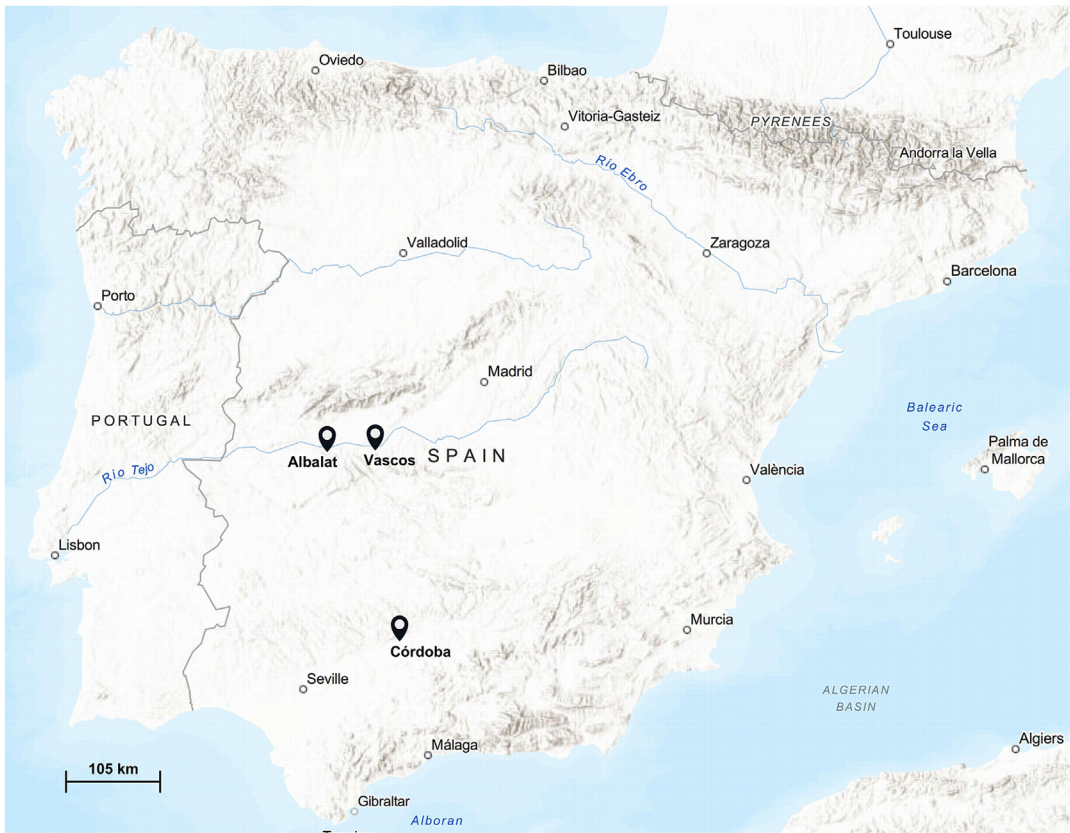 Toulouse
Oviedo
Bilbao
Vitoria-Gasteiz
PYRENEES
Andorra la Vella
Rio Ebro
Valladolid
Zaragoza
Barcelona
Porto
Madrid
PORTUGAL
Balearic
Sea
Albalat
Vascos
SPAIN
Palma de
Mallorca
Rio Tejo
València
Lisbon
Murcia
Córdoba
Seville
ALGERIAN
BASIN
Málaga
Algiers
105 km
Gibraltar
Alboran